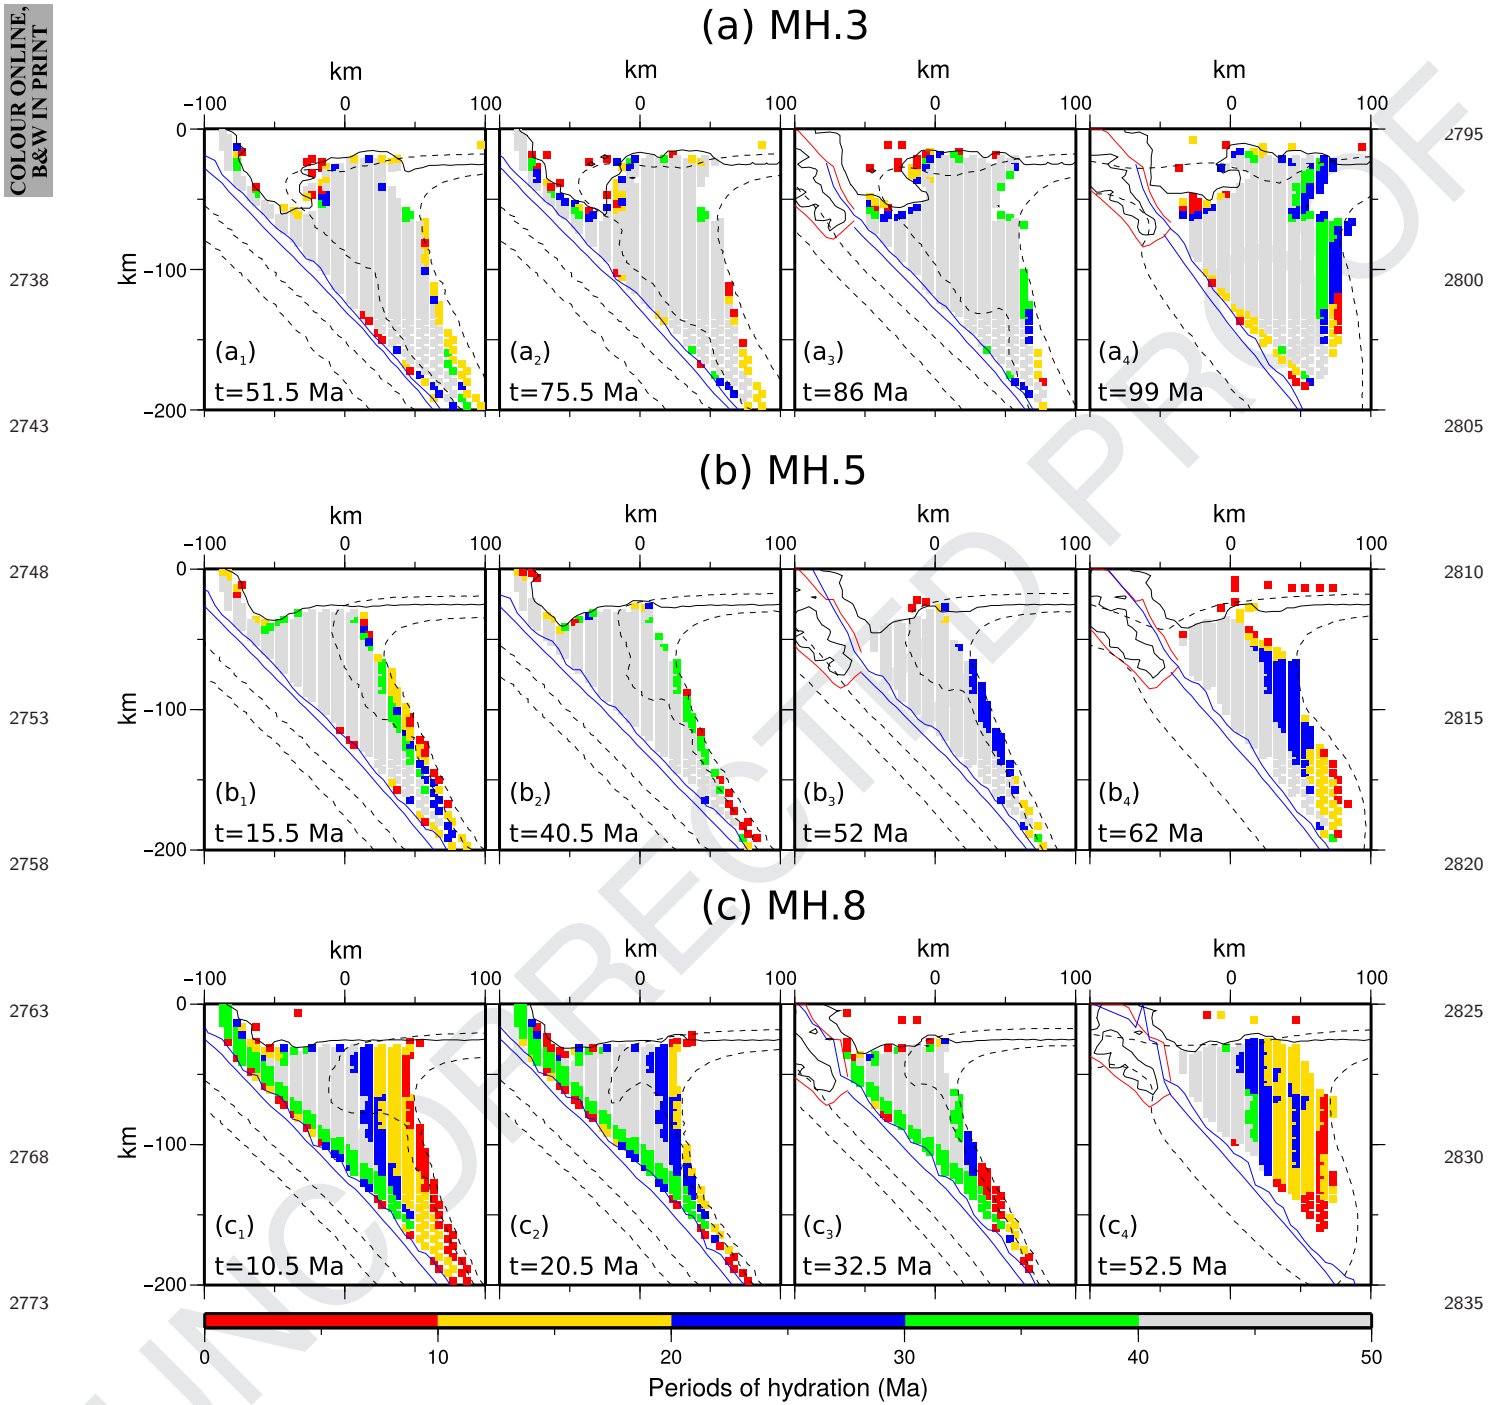 COLOUR ONLINE,
B&W IN PRINT
(a) MH.3
km km km km
−100 0 100 0 100 0 100 0 100
0
km
−100
−200
(a1) (a2) (a3) (a4)
t=51.5 Ma t=75.5 Ma t=86 Ma t=99 Ma
2738
2743
2795
2800
2805
(b) MH.5
km km km km
−100 0 100 0 100 0 100 0 100
0
km
−100
−200
(b1) (b2) (b3) (b4)
t=15.5 Ma t=40.5 Ma t=52 Ma t=62 Ma
2748
2753
2758
2810
2815
2820
(c) MH.8
km km km km
−100 0 100 0 100 0 100 0 100
0
km
−100
−200
(c1) (c2) (c3) (c4)
t=10.5 Ma t=20.5 Ma t=32.5 Ma t=52.5 Ma
2763
2768
2773
2825
2830
2835
0 10 20 30 40 50
Periods of hydration (Ma)
UNCORRECTED PROOF